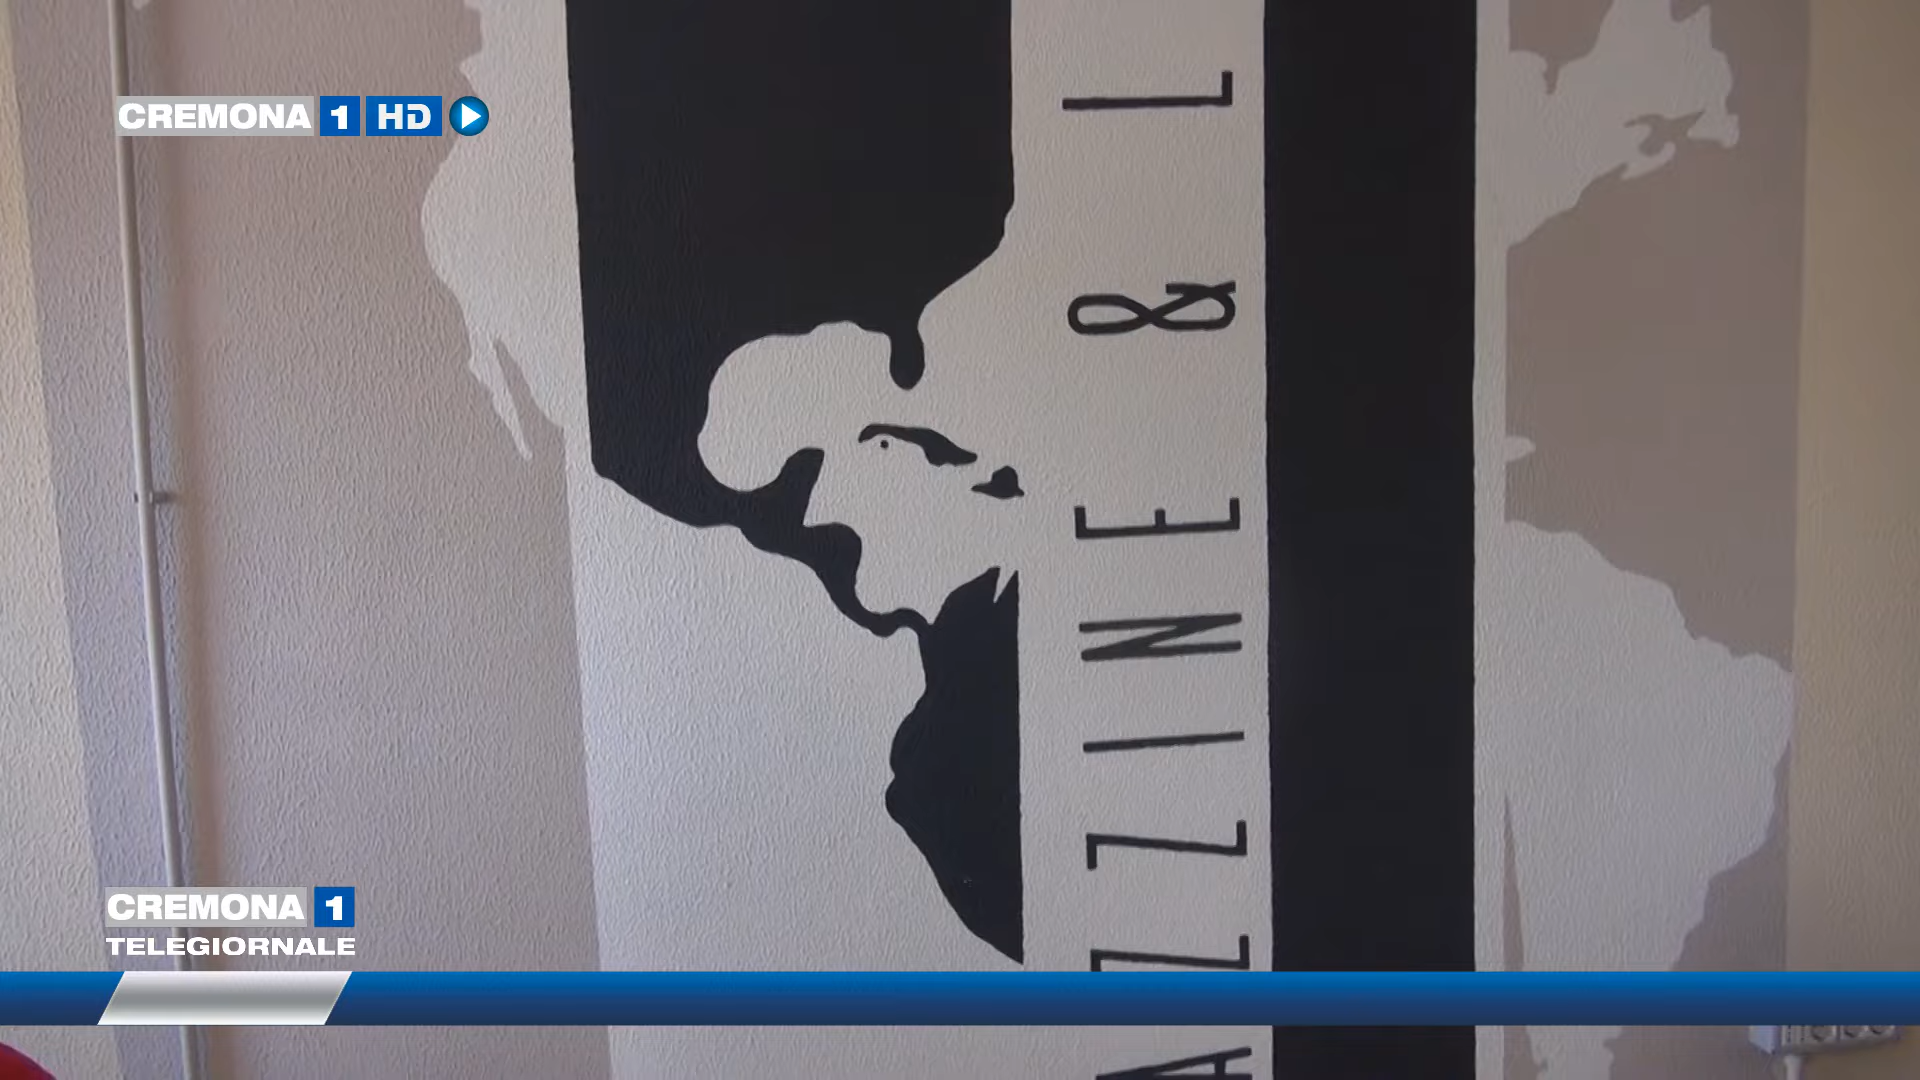 CREMONA 1 HD
AZZINE & L
CREMONA 1
TELEGIORNALE